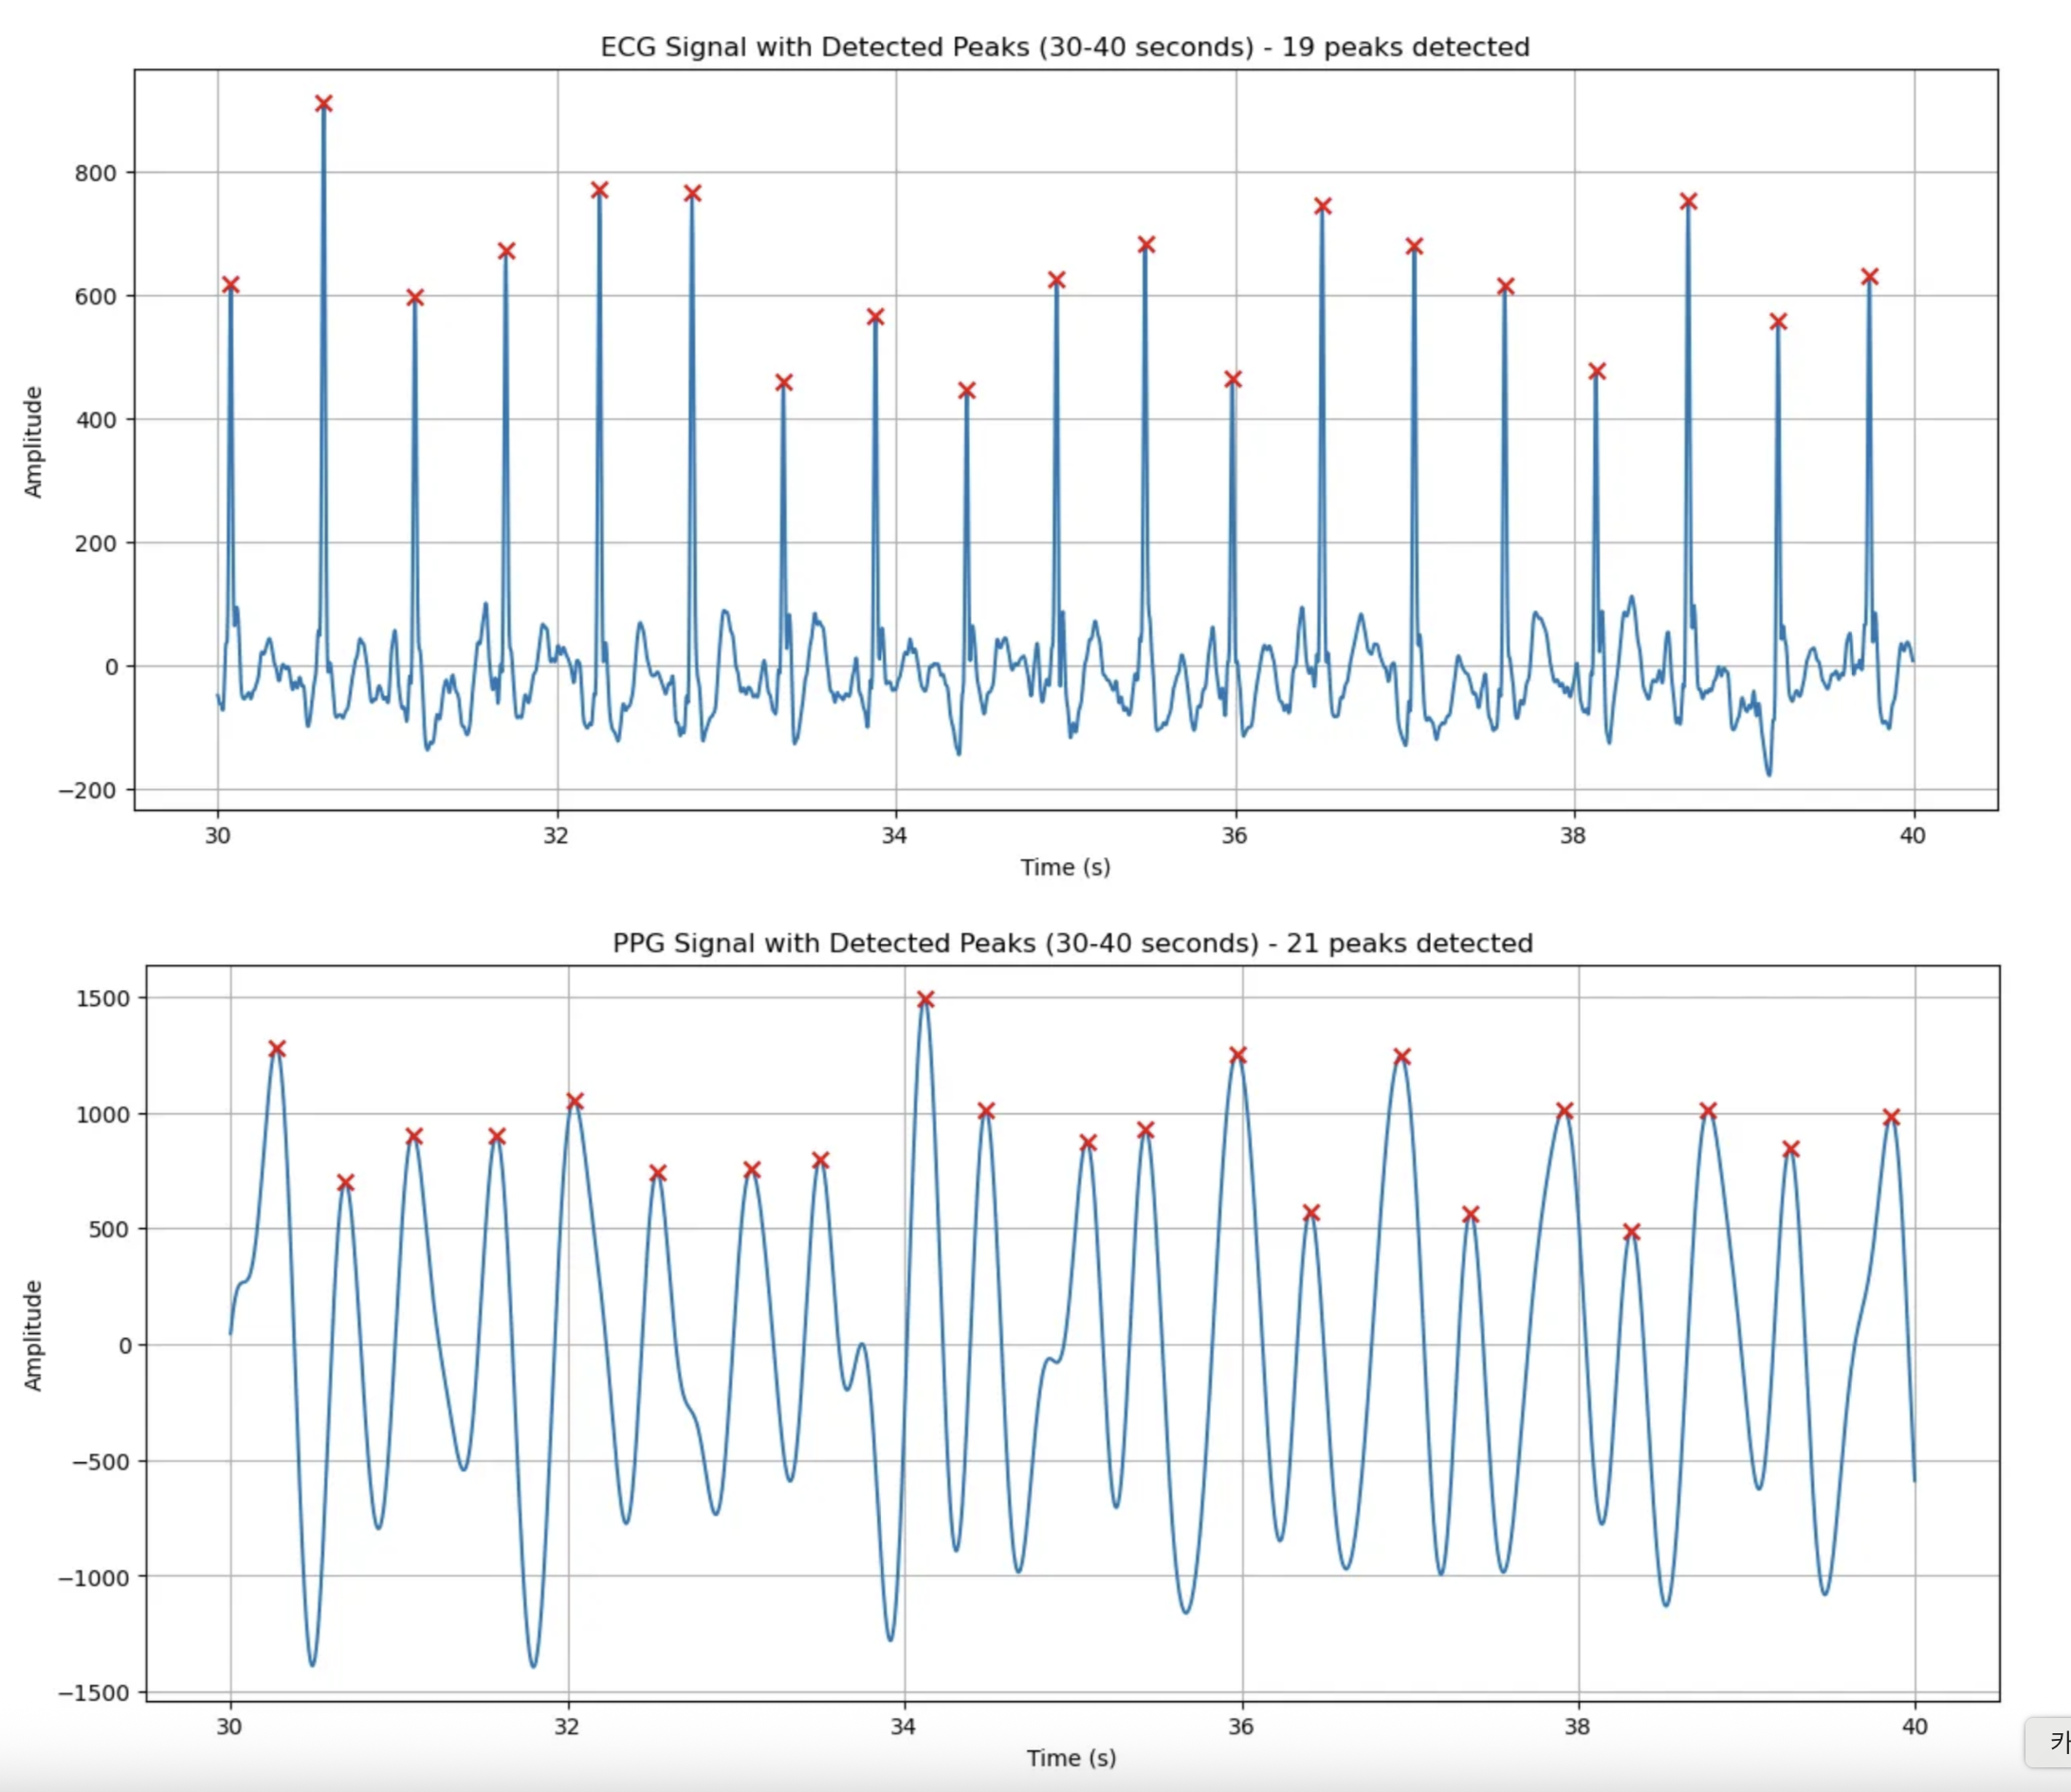 ECG Signal with Detected Peaks (30-40 seconds) - 19 peaks detected
Amplitude
800
600
400
200
0
−200
30 32 34 36 38 40
Time (s)
PPG Signal with Detected Peaks (30-40 seconds) - 21 peaks detected
Amplitude
1500
1000
500
0
−500
−1000
−1500
30 32 34 36 38 40
Time (s)